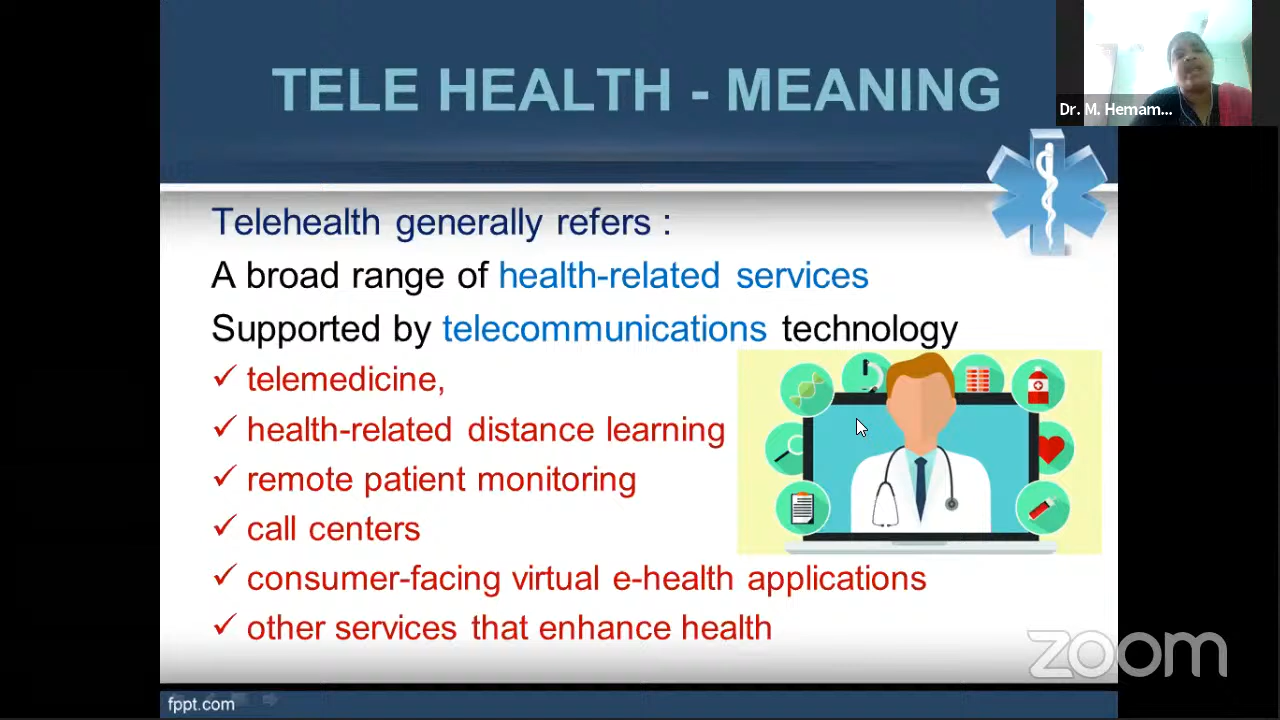 TELE HEALTH - MEANING
Dr. M. Hemam...
Telehealth generally refers :
A broad range of health-related services
Supported by telecommunications technology
✓ telemedicine,
✓ health-related distance learning
✓ remote patient monitoring
✓ call centers
✓ consumer-facing virtual e-health applications
✓ other services that enhance health
zoom
fppt.com